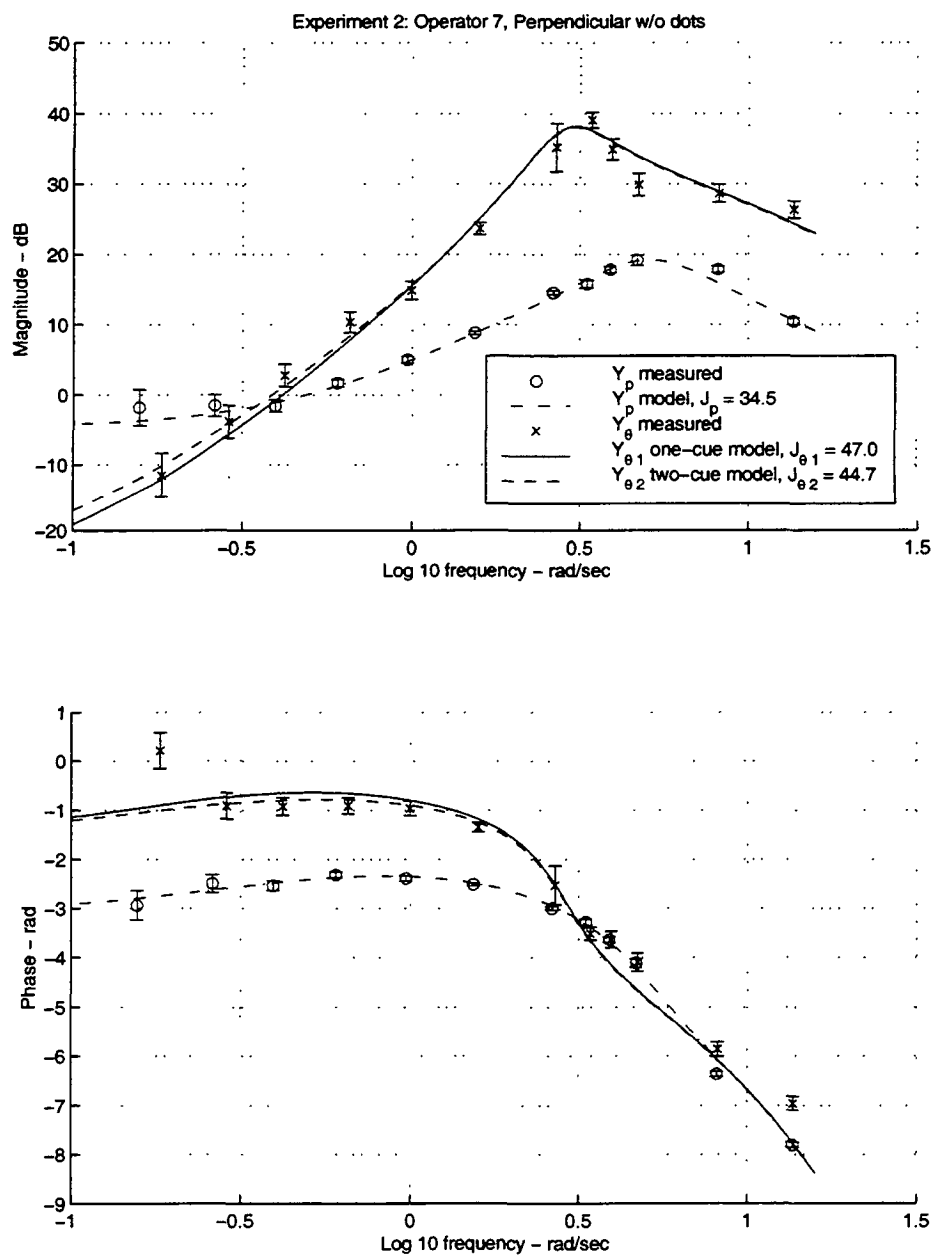 Experiment 2: Operator 7, Perpendicular w/o dots
50
40
30
20
10
0
−10
−20
Magnitude − dB
Y_p measured
Y_p model, J_p = 34.5
Y_θ measured
Y_θ1 one−cue model, J_θ1 = 47.0
Y_θ2 two−cue model, J_θ2 = 44.7
−1 −0.5 0 0.5 1 1.5
Log 10 frequency − rad/sec
1
0
−1
−2
−3
−4
−5
−6
−7
−8
−9
Phase − rad
−1 −0.5 0 0.5 1 1.5
Log 10 frequency − rad/sec